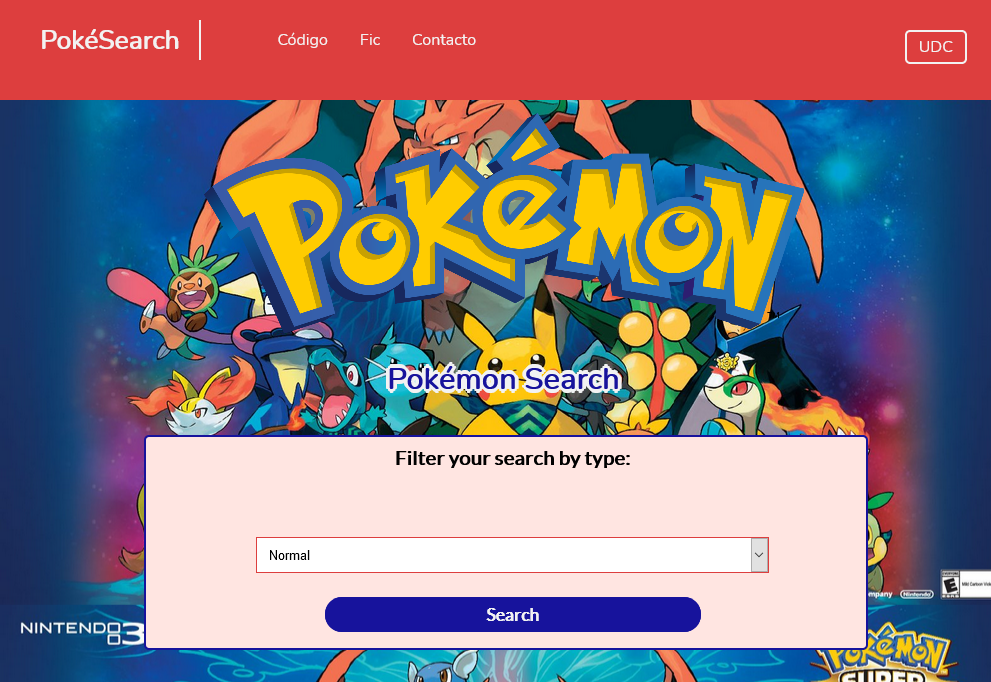 PokéSearch
Código Fic Contacto
UDC
POKéMON
Pokémon Search
Filter your search by type:
Normal
Search
Nintendo
NINTENDO 3
POKéMON
SUPER